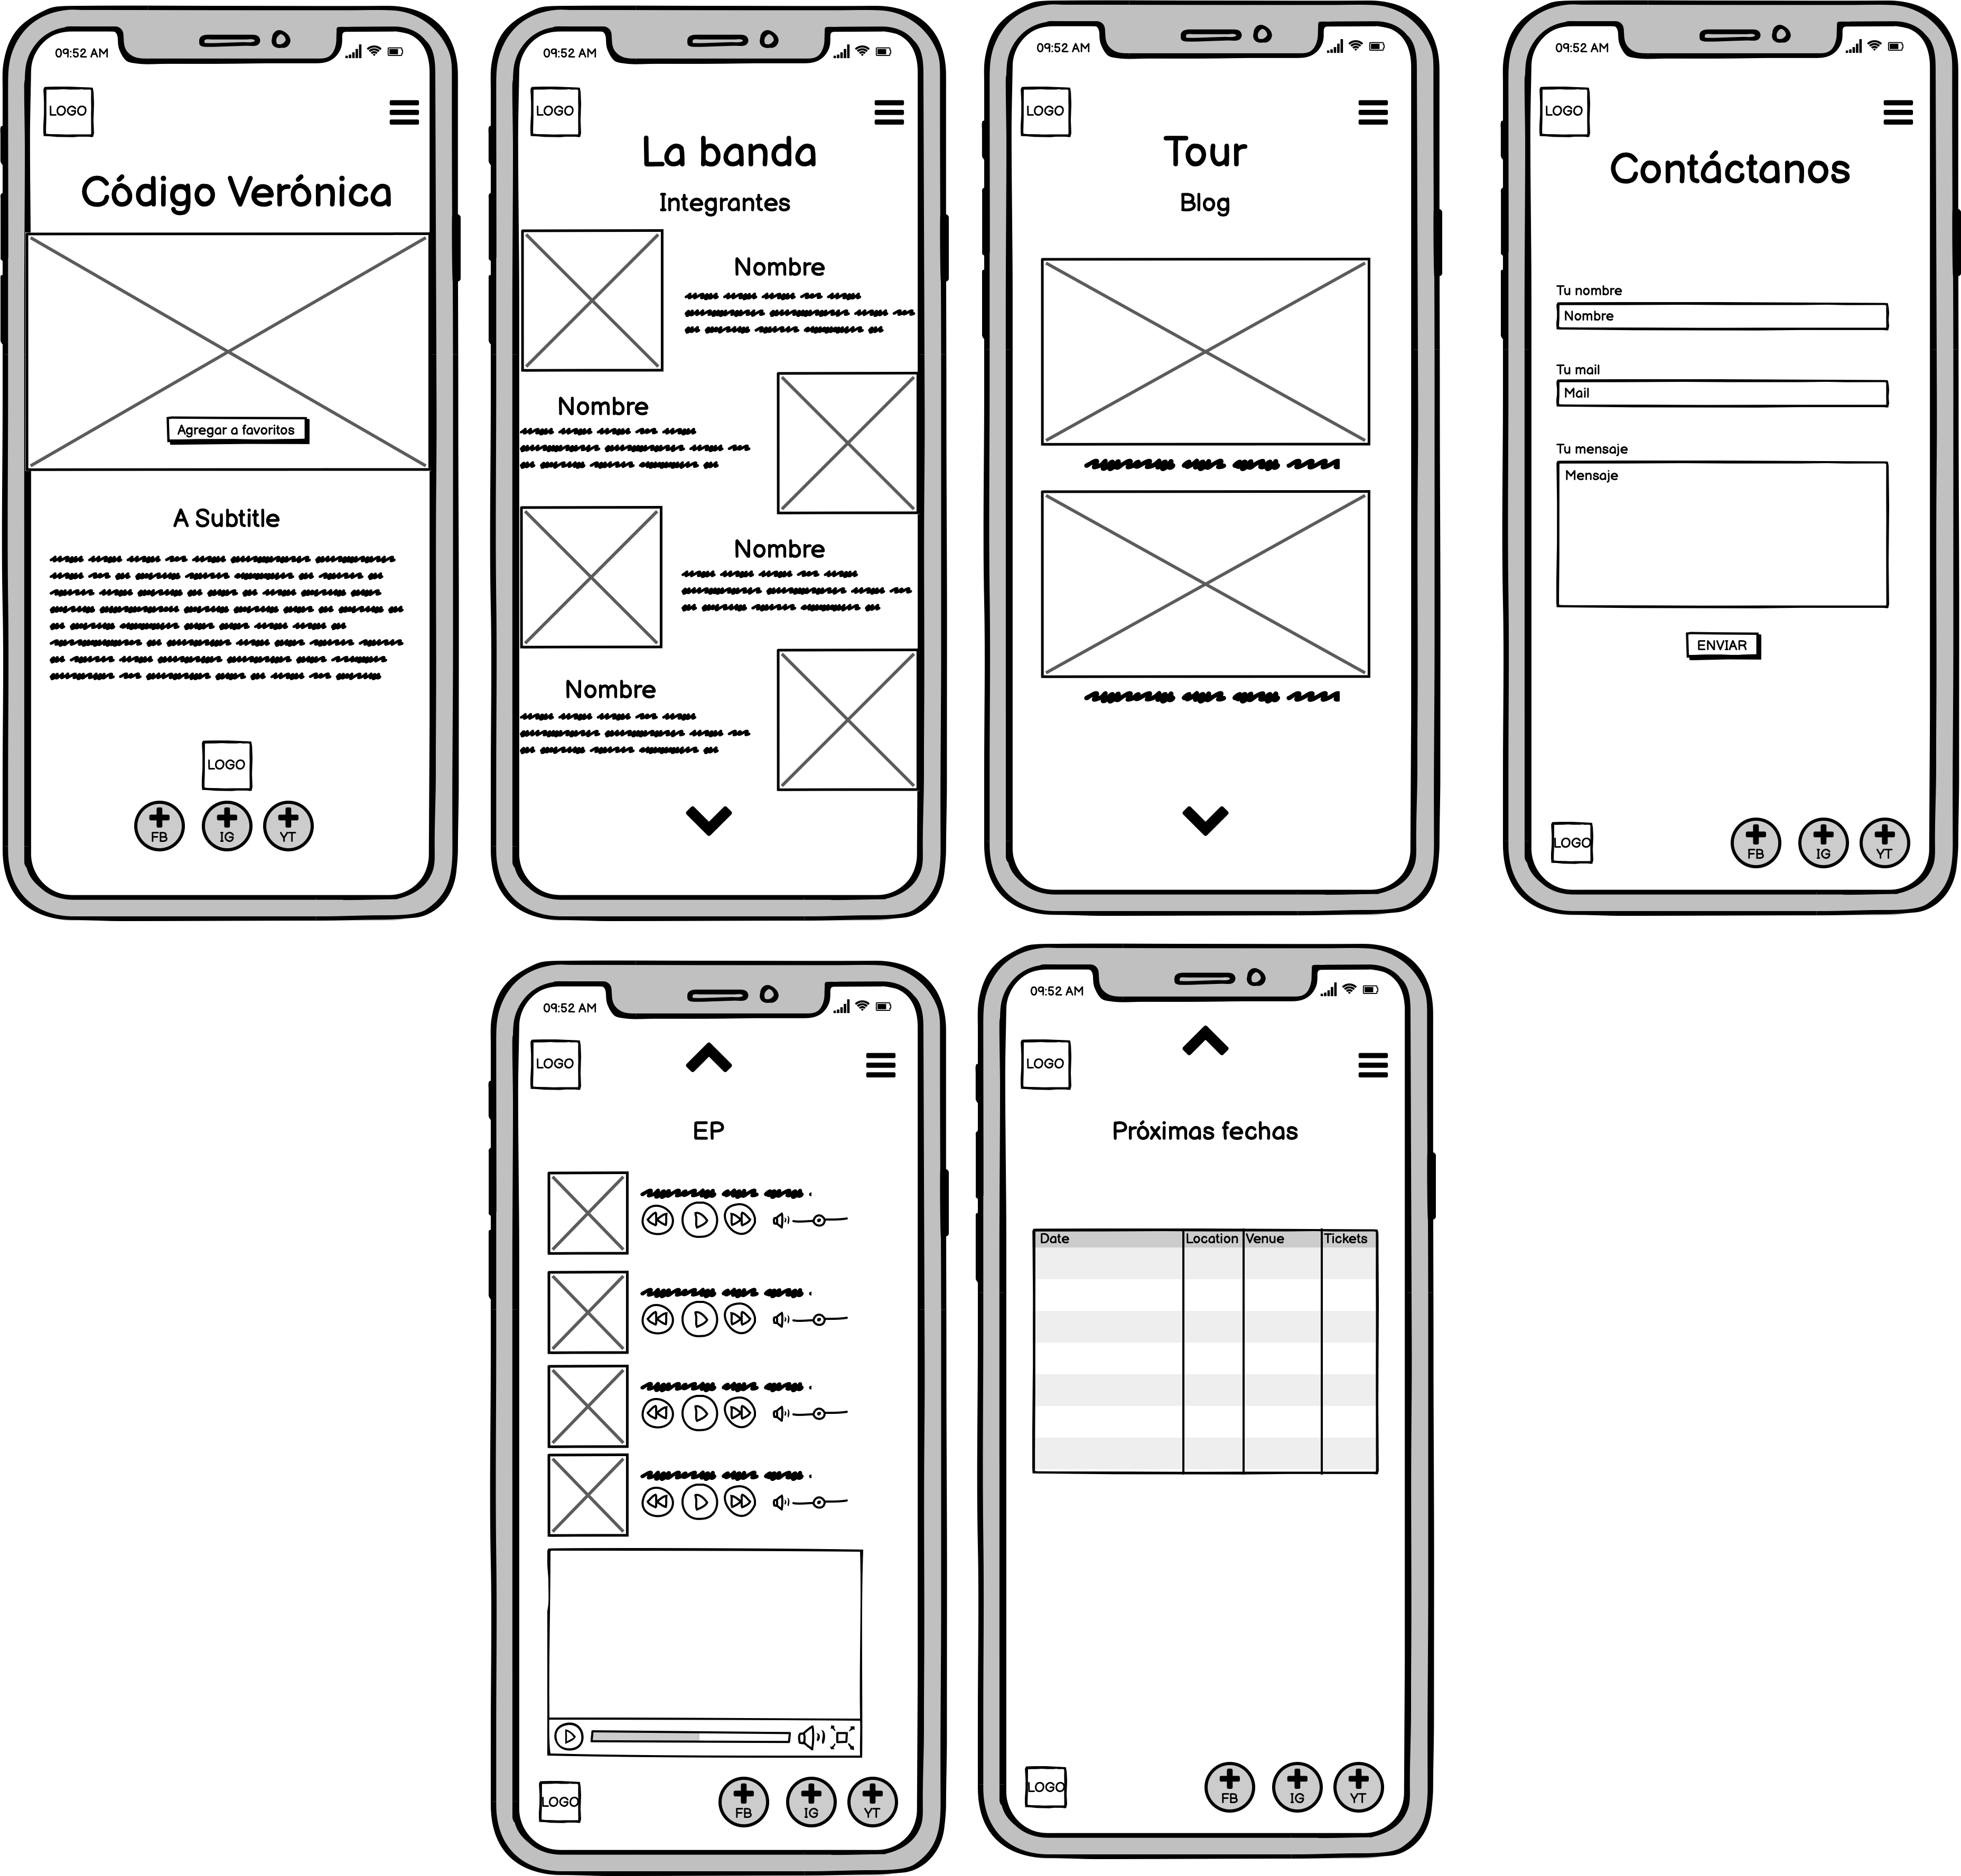 09:52 AM
LOGO
Código Verónica
Agregar a favoritos
A Subtitle
LOGO
FB IG YT
09:52 AM
LOGO
La banda
Integrantes
Nombre
Nombre
Nombre
Nombre
09:52 AM
LOGO
Tour
Blog
09:52 AM
LOGO
Contáctanos
Tu nombre
Nombre
Tu mail
Mail
Tu mensaje
Mensaje
ENVIAR
LOGO FB IG YT
09:52 AM
LOGO
EP
LOGO FB IG YT
09:52 AM
LOGO
Próximas fechas
Date Location Venue Tickets
LOGO FB IG YT